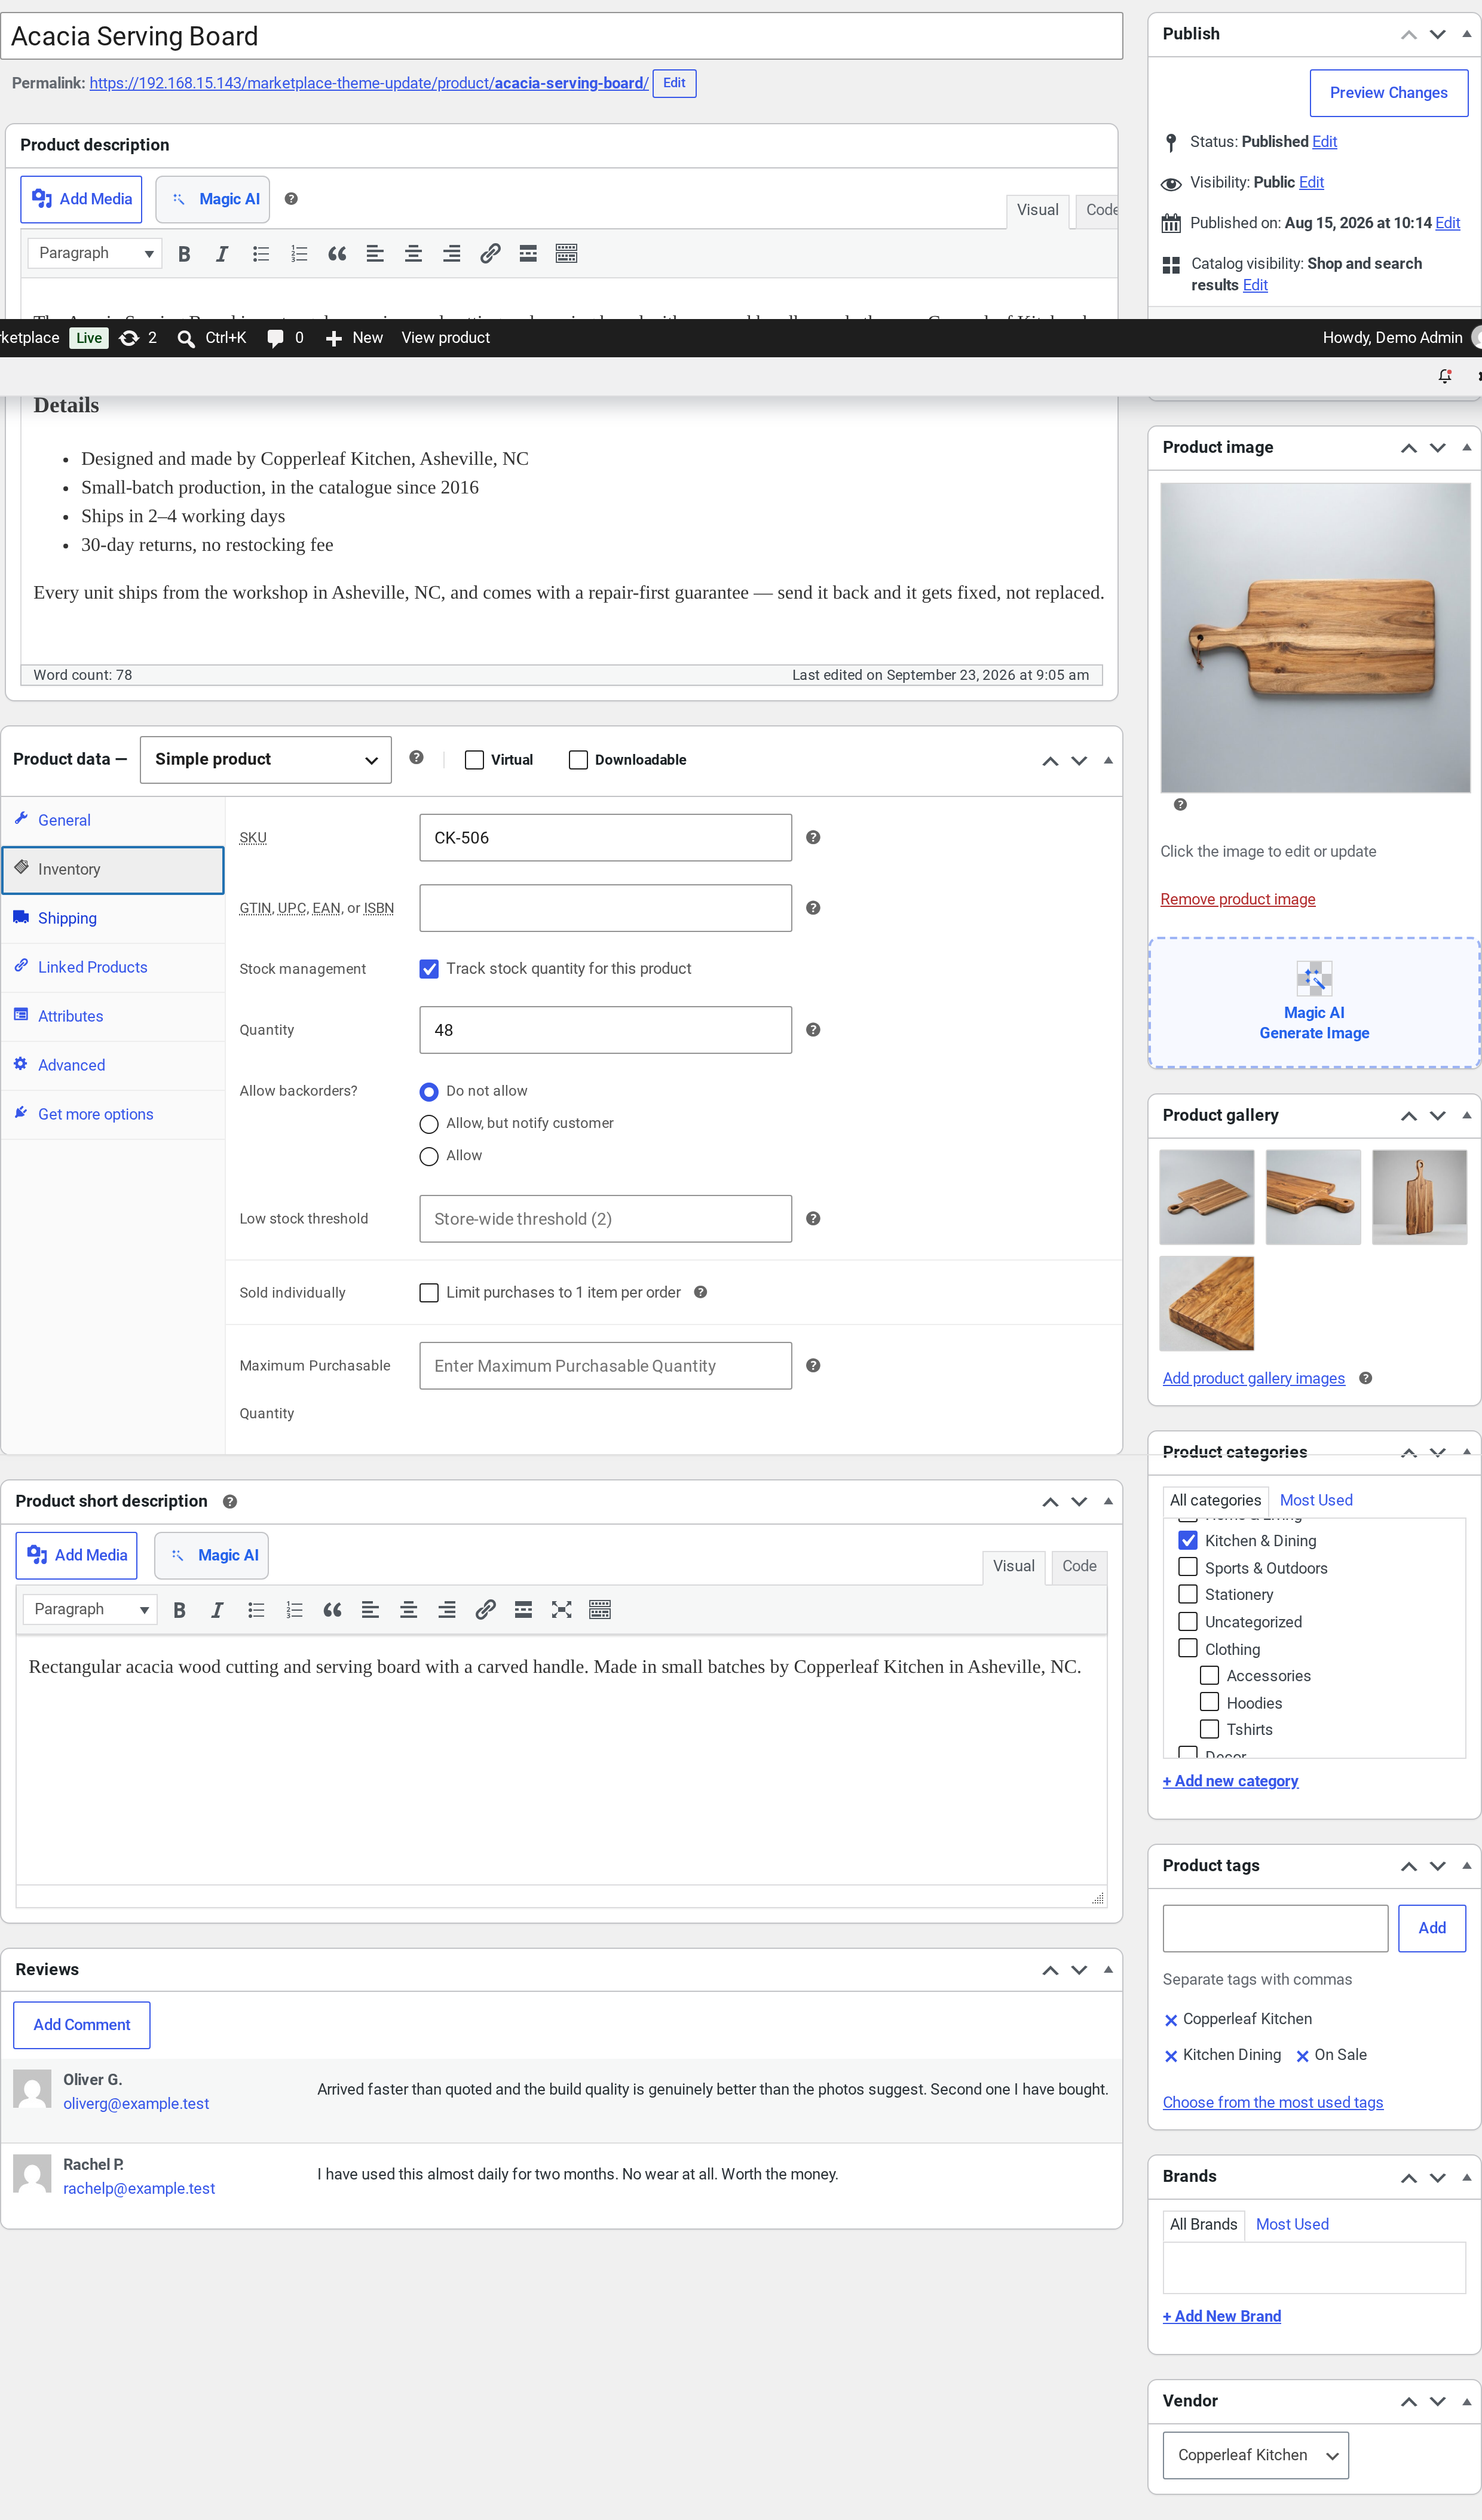 Acacia Serving Board
Permalink: https://192.168.15.143/marketplace-theme-update/product/acacia-serving-board/ Edit
Product description
Add Media Magic AI
Visual Code
Paragraph
ketplace Live 2 Ctrl+K 0 New View product Howdy, Demo Admin
Details
• Designed and made by Copperleaf Kitchen, Asheville, NC
• Small-batch production, in the catalogue since 2016
• Ships in 2–4 working days
• 30-day returns, no restocking fee
Every unit ships from the workshop in Asheville, NC, and comes with a repair-first guarantee — send it back and it gets fixed, not replaced.
Word count: 78 Last edited on September 23, 2026 at 9:05 am
Product data — Simple product Virtual Downloadable
General
Inventory
Shipping
Linked Products
Attributes
Advanced
Get more options
SKU CK-506
GTIN, UPC, EAN, or ISBN
Stock management Track stock quantity for this product
Quantity 48
Allow backorders? Do not allow
Allow, but notify customer
Allow
Low stock threshold Store-wide threshold (2)
Sold individually Limit purchases to 1 item per order
Maximum Purchasable Enter Maximum Purchasable Quantity
Quantity
Product short description
Add Media Magic AI
Visual Code
Paragraph
Rectangular acacia wood cutting and serving board with a carved handle. Made in small batches by Copperleaf Kitchen in Asheville, NC.
Reviews
Add Comment
Oliver G.
oliverg@example.test
Arrived faster than quoted and the build quality is genuinely better than the photos suggest. Second one I have bought.
Rachel P.
rachelp@example.test
I have used this almost daily for two months. No wear at all. Worth the money.
Publish
Preview Changes
Status: Published Edit
Visibility: Public Edit
Published on: Aug 15, 2026 at 10:14 Edit
Catalog visibility: Shop and search
results Edit
Product image
Click the image to edit or update
Remove product image
Magic AI
Generate Image
Product gallery
Add product gallery images
Product categories
All categories Most Used
Kitchen & Dining
Sports & Outdoors
Stationery
Uncategorized
Clothing
Accessories
Hoodies
Tshirts
Decor
+ Add new category
Product tags
Add
Separate tags with commas
Copperleaf Kitchen
Kitchen Dining On Sale
Choose from the most used tags
Brands
All Brands Most Used
+ Add New Brand
Vendor
Copperleaf Kitchen